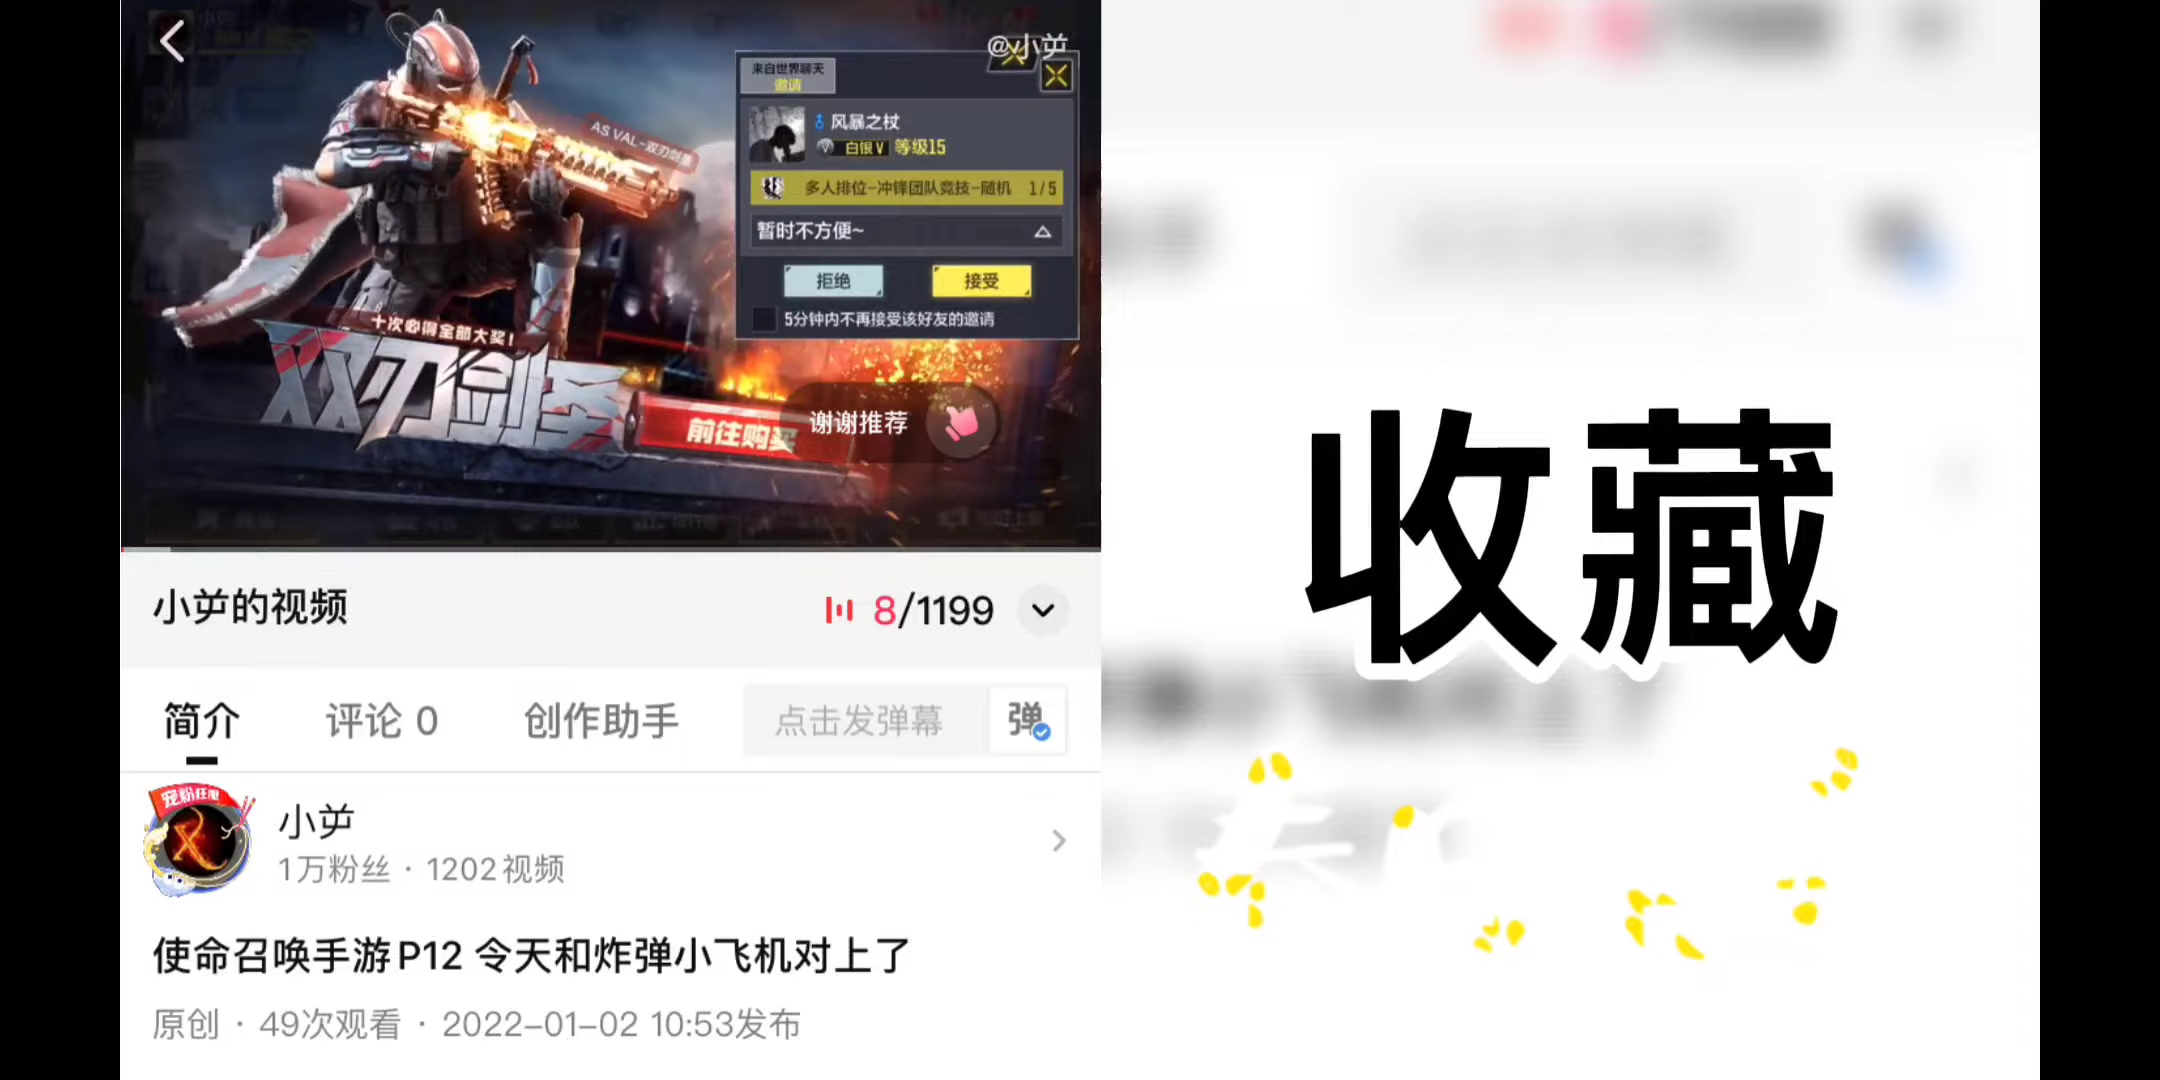 @小屰
来自世界聊天
邀请
风暴之杖
白银V 等级15
AS VAL-双刃剑圣
多人排位-冲锋团队竞技-随机 1/5
暂时不方便~
拒绝 接受
5分钟内不再接受该好友的邀请
十次必得全部大奖!
双刃剑圣
前往购买
谢谢推荐
收藏
小屰的视频
8/1199
简介 评论 0 创作助手 点击发弹幕 弹
宠粉狂魔
小屰
1万粉丝 · 1202视频
使命召唤手游P12 令天和炸弹小飞机对上了
原创 · 49次观看 · 2022-01-02 10:53发布